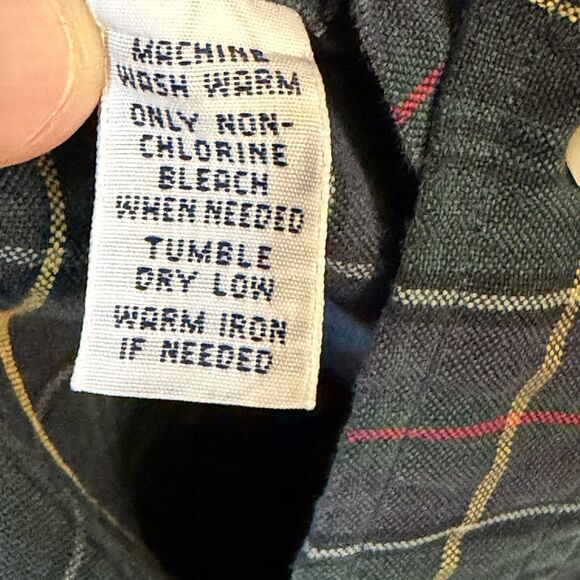 MACHINE
WASH WARM
ONLY NON-
CHLORINE
BLEACH
WHEN NEEDED
TUMBLE
DRY LOW
WARM IRON
IF NEEDED